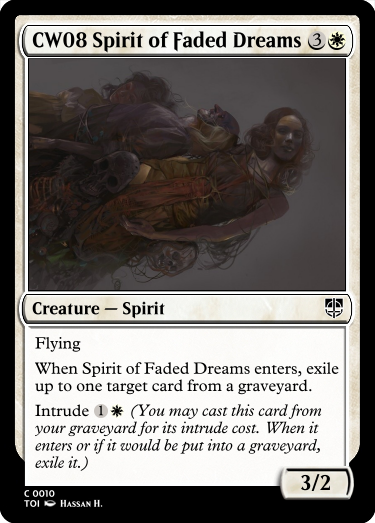 CW08 Spirit of Faded Dreams 3
Creature — Spirit
Flying
When Spirit of Faded Dreams enters, exile
up to one target card from a graveyard.
Intrude 1 (You may cast this card from
your graveyard for its intrude cost. When it
enters or if it would be put into a graveyard,
exile it.)
3/2
C 0010
TOI HASSAN H.